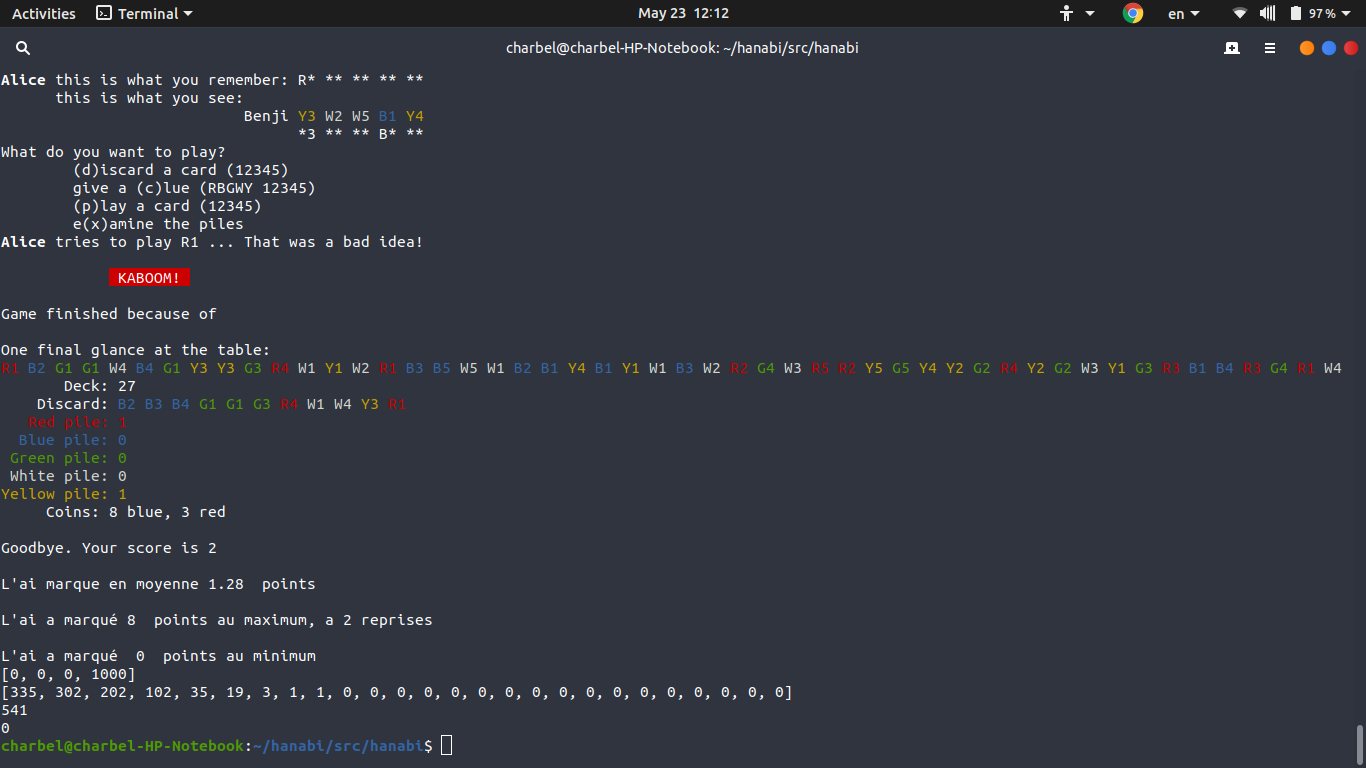 Activities Terminal May 23 12:12 en 97%
charbel@charbel-HP-Notebook: ~/hanabi/src/hanabi
Alice this is what you remember: R* ** ** ** **
this is what you see:
Benji Y3 W2 W5 B1 Y4
*3 ** ** B* **
What do you want to play?
(d)iscard a card (12345)
give a (c)lue (RBGWY 12345)
(p)lay a card (12345)
e(x)amine the piles
Alice tries to play R1 ... That was a bad idea!
KABOOM!
Game finished because of
One final glance at the table:
R1 B2 G1 G1 W4 B4 G1 Y3 Y3 G3 R4 W1 Y1 W2 R1 B3 B5 W5 W1 B2 B1 Y4 B1 Y1 W1 B3 W2 R2 G4 W3 R5 R2 Y5 G5 Y4 Y2 G2 R4 Y2 G2 W3 Y1 G3 R3 B1 B4 R3 G4 R1 W4
Deck: 27
Discard: B2 B3 B4 G1 G1 G3 R4 W1 W4 Y3 R1
Red pile: 1
Blue pile: 0
Green pile: 0
White pile: 0
Yellow pile: 1
Coins: 8 blue, 3 red
Goodbye. Your score is 2
L'ai marque en moyenne 1.28 points
L'ai a marqué 8 points au maximum, a 2 reprises
L'ai a marqué 0 points au minimum
[0, 0, 0, 1000]
[335, 302, 202, 102, 35, 19, 3, 1, 1, 0, 0, 0, 0, 0, 0, 0, 0, 0, 0, 0, 0, 0, 0, 0, 0, 0]
541
0
charbel@charbel-HP-Notebook:~/hanabi/src/hanabi$